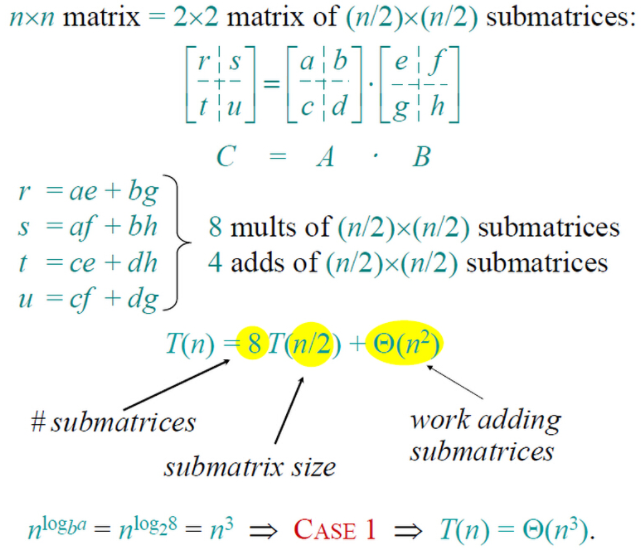 n×n matrix = 2×2 matrix of (n/2)×(n/2) submatrices:
[r s; t u] = [a b; c d] · [e f; g h]
C = A · B
r = ae + bg
s = af + bh
t = ce + dh
u = cf + dg
8 mults of (n/2)×(n/2) submatrices
4 adds of (n/2)×(n/2) submatrices
T(n) = 8 T(n/2) + Θ(n²)
# submatrices
submatrix size
work adding
submatrices
n^{log_b a} = n^{log_2 8} = n³ ⇒ CASE 1 ⇒ T(n) = Θ(n³).